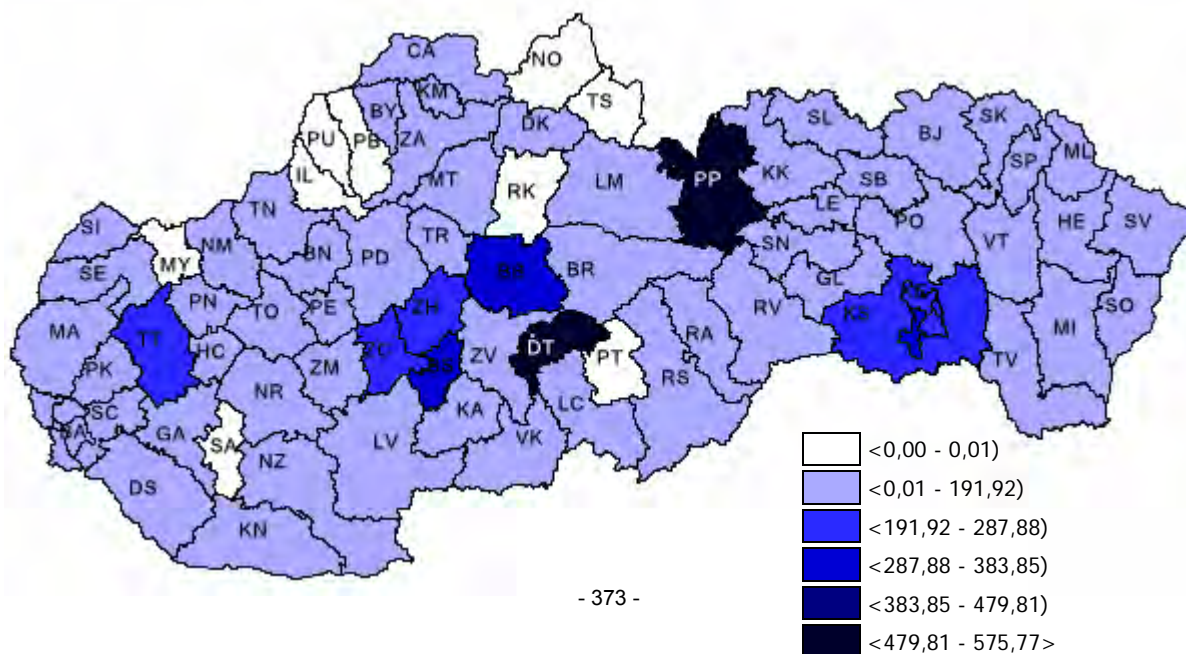 CA
NO
KM
TS
BY
PU
PB
ZA
DK
SL
BJ
SK
SP
ML
IL
MT
RK
LM
PP
KK
SB
LE
PO
HE
SV
SI
TN
NM
MY
BN
PD
TR
SN
VT
SE
BB
BR
GL
PN
TO
PE
ZH
RV
KS
SO
MA
TT
HC
ZC
BS
ZV
DT
PT
RA
MI
PK
ZM
RS
TV
NR
KA
LC
SC
BA
GA
SA
LV
VK
NZ
DS
KN
<0,00 - 0,01)
<0,01 - 191,92)
<191,92 - 287,88)
<287,88 - 383,85)
<383,85 - 479,81)
<479,81 - 575,77>
- 373 -